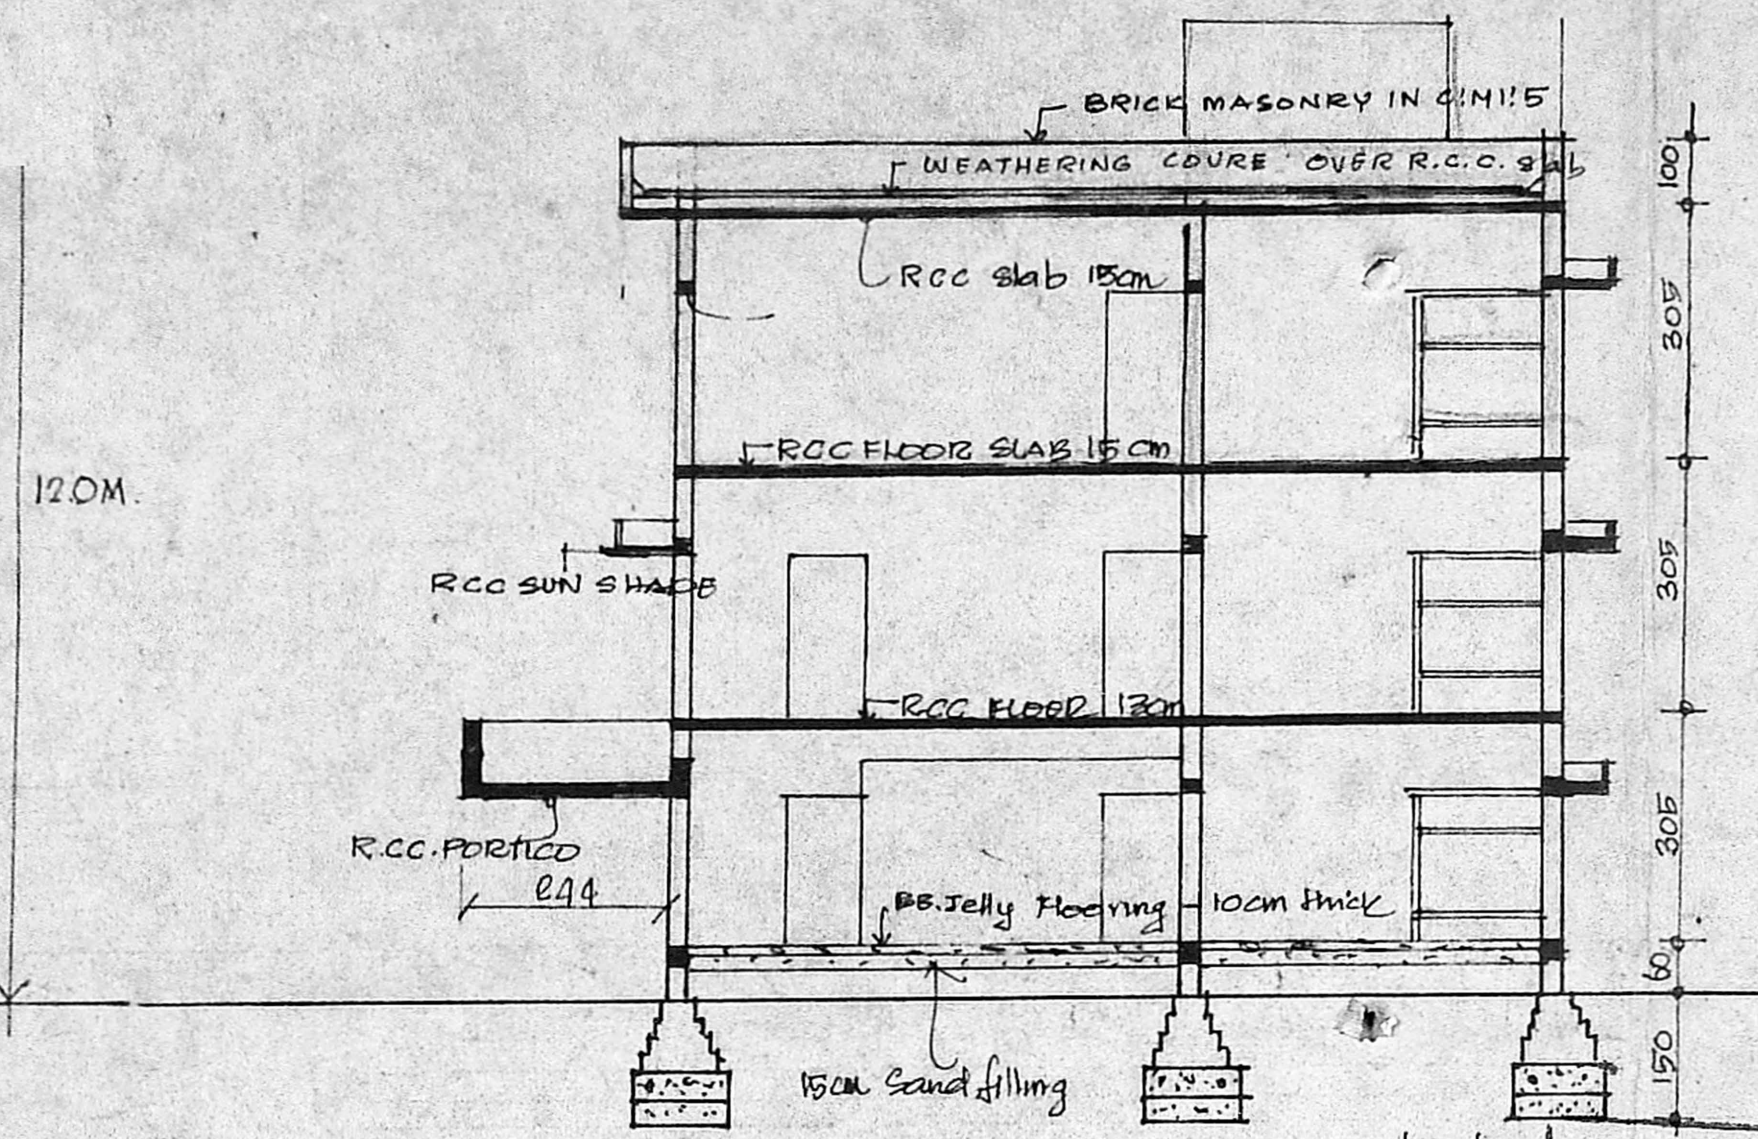 BRICK MASONRY IN C:M1:5
WEATHERING COURE OVER R.C.C. slab
100
RCC slab 15cm
305
RCC FLOOR SLAB 15 cm
12.0M.
RCC SUN SHADE
305
RCC FLOOR 13cm
R.CC.PORTICO
305
244
BB.Jelly Flooring 10cm thick
60
15cm Sand filling
150